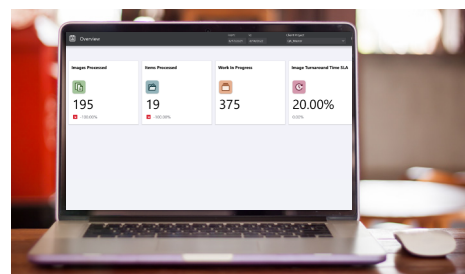 Overview
Images Processed
Items Processed
Work in Progress
Image Turnaround Time SLA
195
19
375
20.00%
-100.00%
-100.00%
0.00%